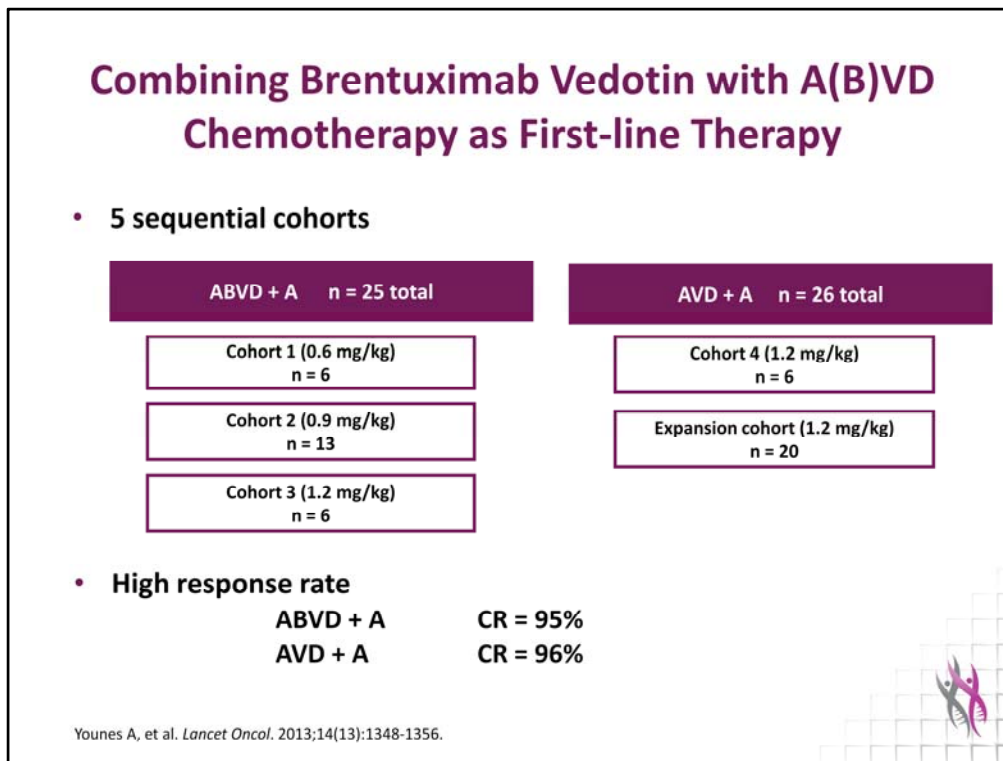 Combining Brentuximab Vedotin with A(B)VD
Chemotherapy as First-line Therapy
• 5 sequential cohorts
ABVD + A n = 25 total
Cohort 1 (0.6 mg/kg)
n = 6
Cohort 2 (0.9 mg/kg)
n = 13
Cohort 3 (1.2 mg/kg)
n = 6
AVD + A n = 26 total
Cohort 4 (1.2 mg/kg)
n = 6
Expansion cohort (1.2 mg/kg)
n = 20
• High response rate
ABVD + A CR = 95%
AVD + A CR = 96%
Younes A, et al. Lancet Oncol. 2013;14(13):1348-1356.